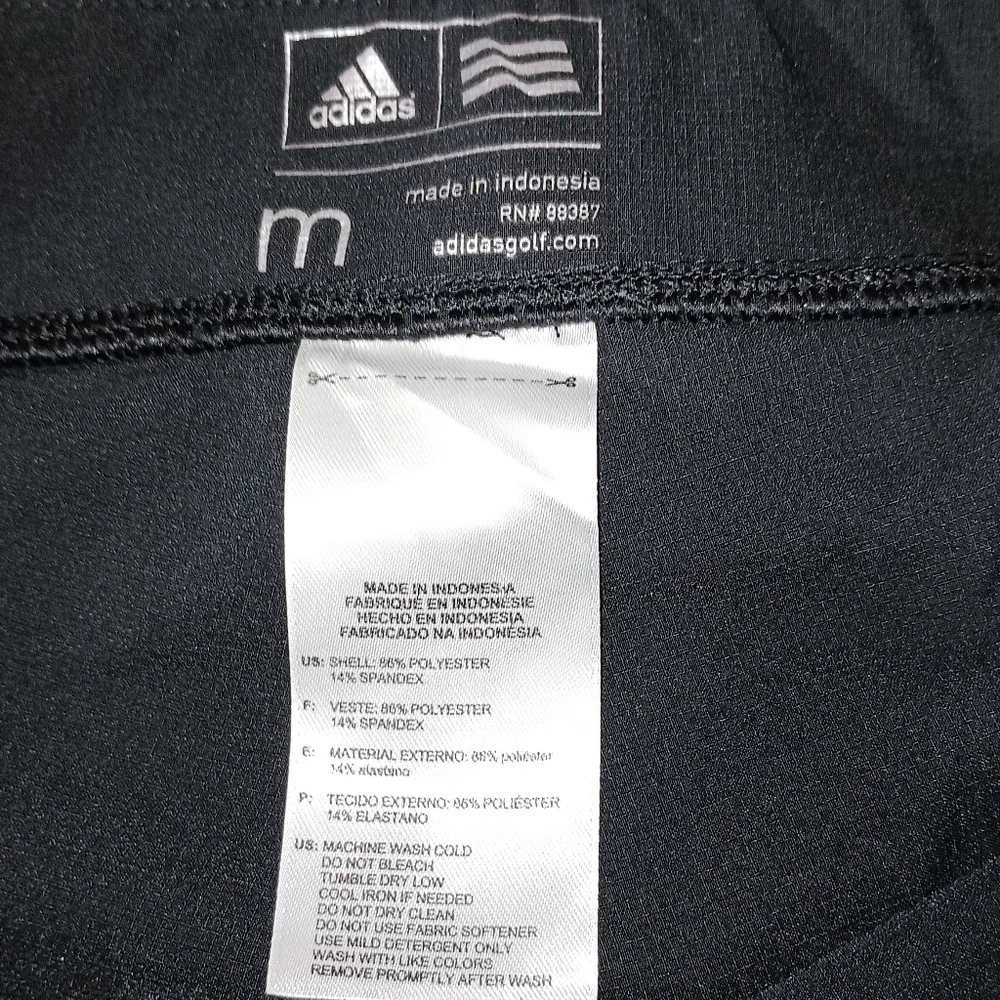 adidas
made in indonesia
RN# 88387
m
adidasgolf.com
MADE IN INDONESIA
FABRIQUÉ EN INDONÉSIE
HECHO EN INDONESIA
FABRICADO NA INDONÉSIA
US: SHELL: 86% POLYESTER
14% SPANDEX
F: VESTE: 86% POLYESTER
14% SPANDEX
E: MATERIAL EXTERNO: 86% poliéster
14% elastano
P: TECIDO EXTERNO: 86% POLIÉSTER
14% ELASTANO
US: MACHINE WASH COLD
DO NOT BLEACH
TUMBLE DRY LOW
COOL IRON IF NEEDED
DO NOT DRY CLEAN
DO NOT USE FABRIC SOFTENER
USE MILD DETERGENT ONLY
WASH WITH LIKE COLORS
REMOVE PROMPTLY AFTER WASH